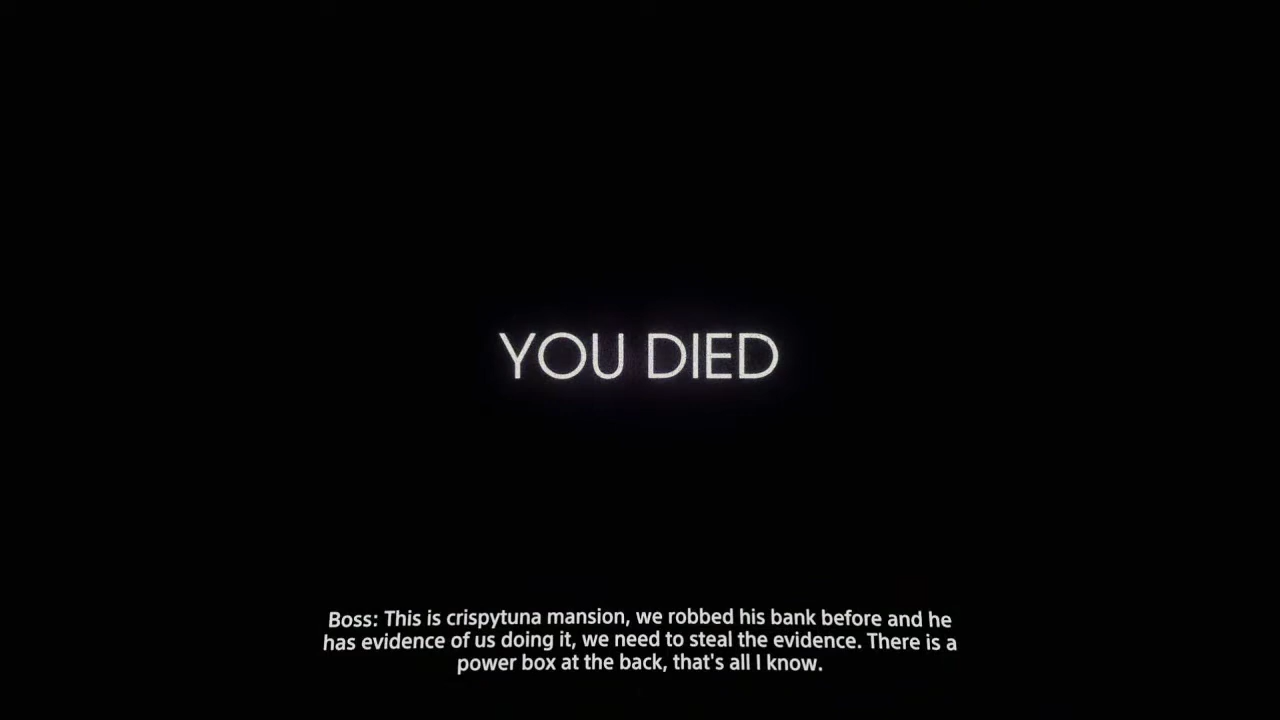 YOU DIED
Boss: This is crispytuna mansion, we robbed his bank before and he
has evidence of us doing it, we need to steal the evidence. There is a
power box at the back, that's all I know.